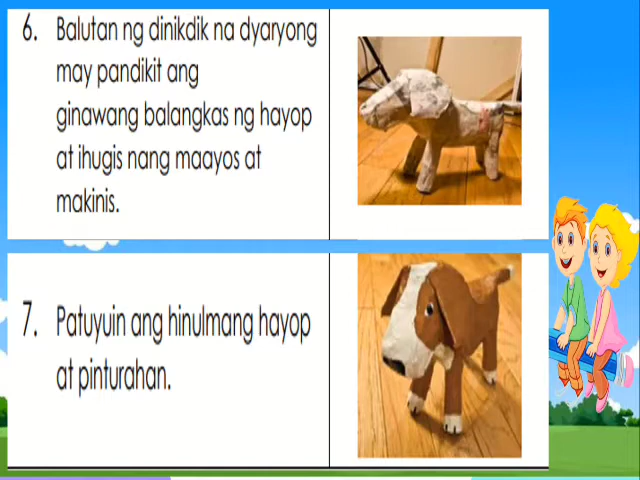 6. Balutan ng dinikdik na dyaryong
may pandikit ang
ginawang balangkas ng hayop
at ihugis nang maayos at
makinis.
7. Patuyuin ang hinulmang hayop
at pinturahan.